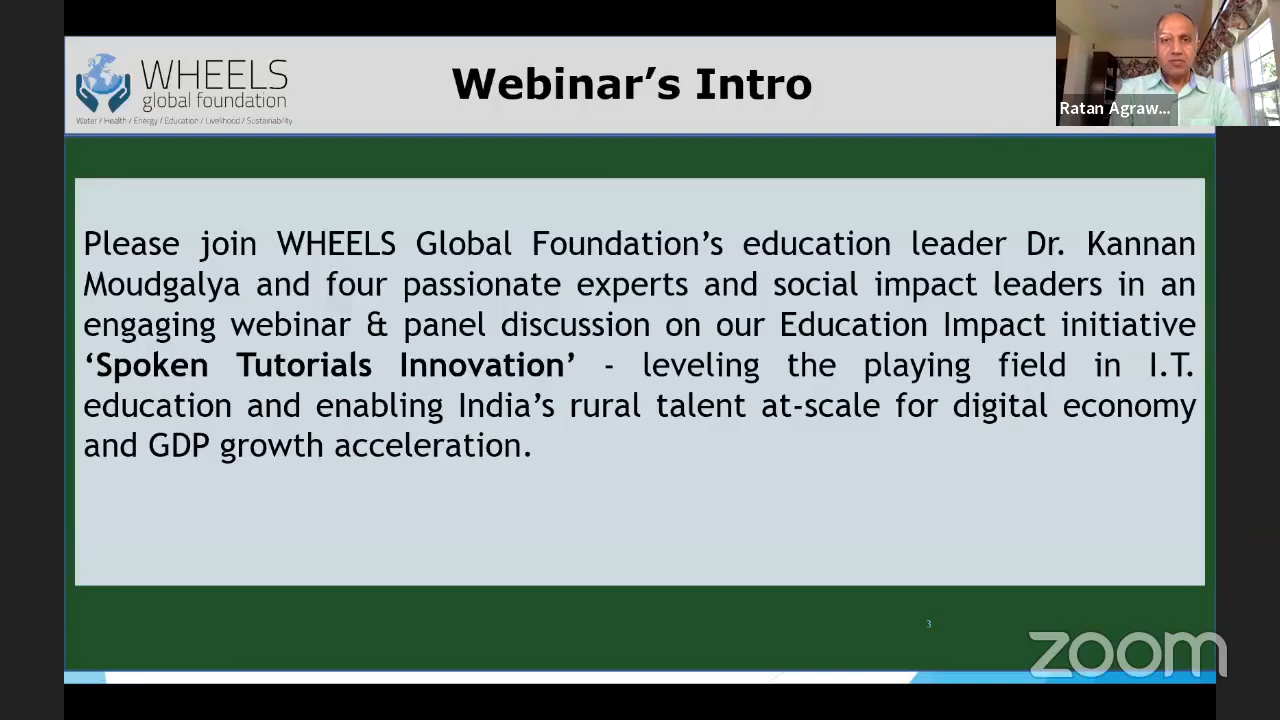 WHEELS
global foundation
Water / Health / Energy / Education / Livelihood / Sustainability
Webinar’s Intro
Ratan Agraw...
Please join WHEELS Global Foundation’s education leader Dr. Kannan
Moudgalya and four passionate experts and social impact leaders in an
engaging webinar & panel discussion on our Education Impact initiative
‘Spoken Tutorials Innovation’ - leveling the playing field in I.T.
education and enabling India’s rural talent at-scale for digital economy
and GDP growth acceleration.
3
zoom